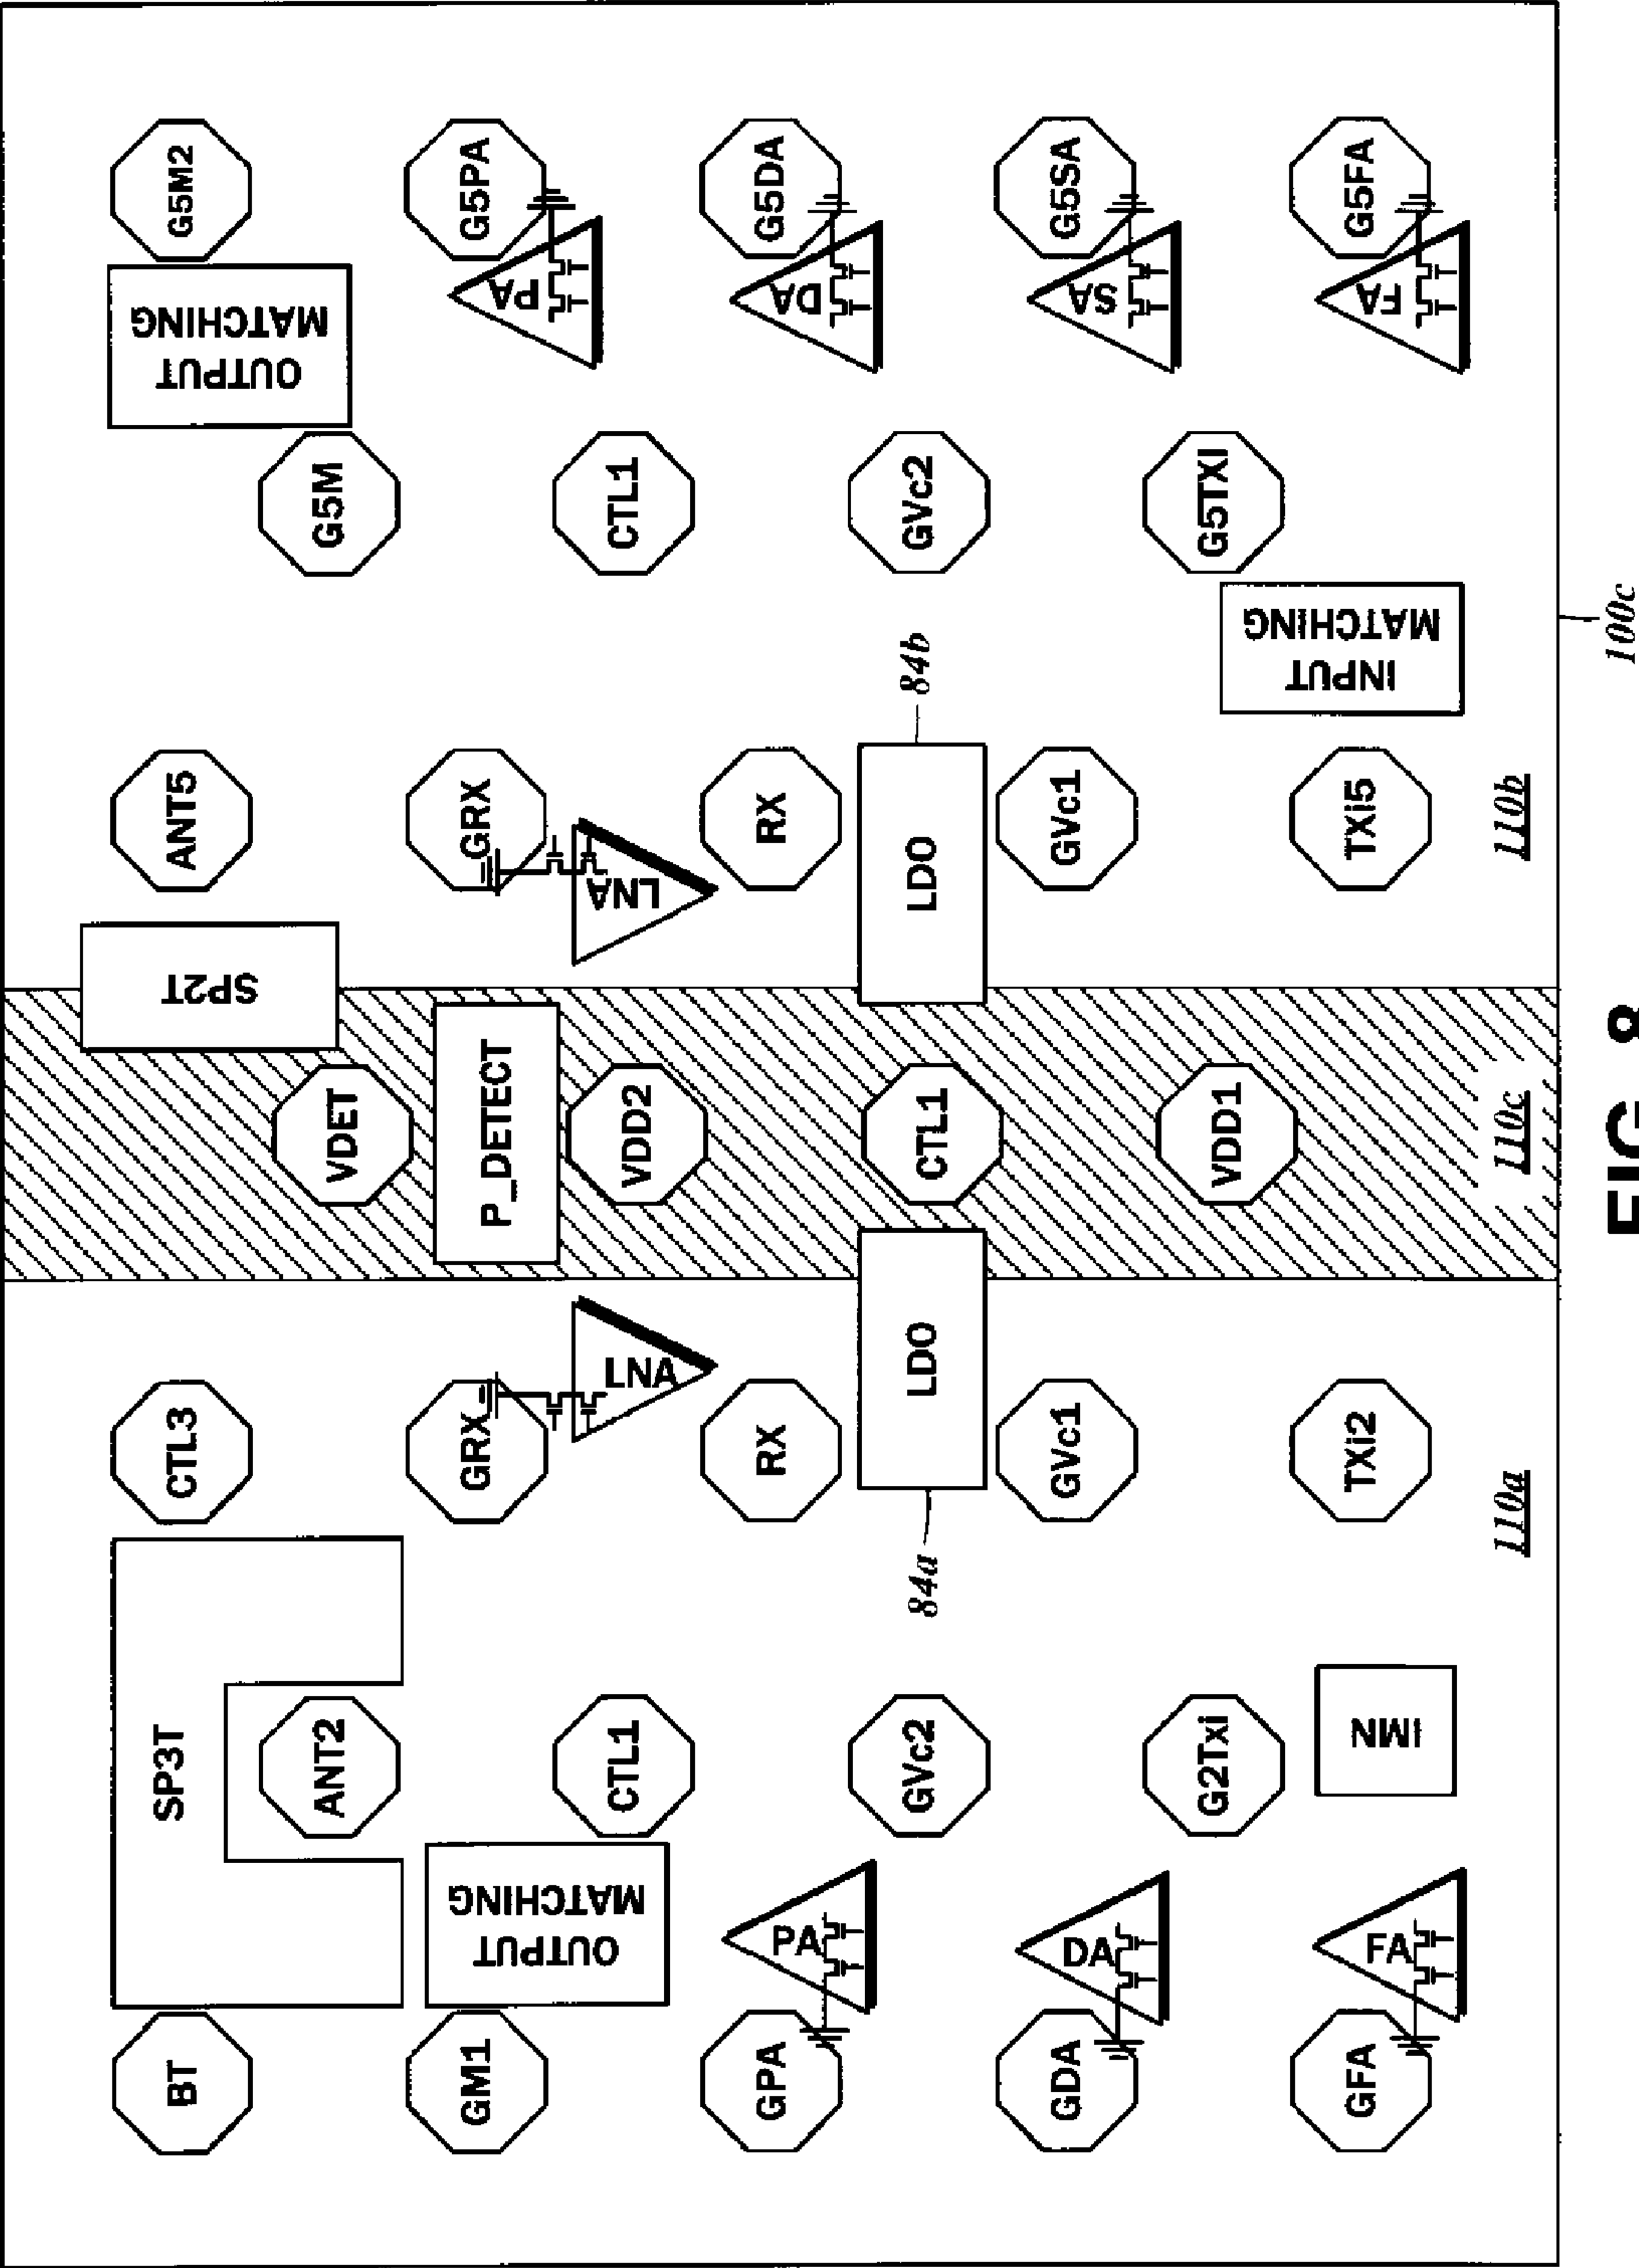 BT
SP3T
CTL3
VDET
SP2T
ANT5
G5M2
ANT2
OUTPUT
MATCHING
G5M
GM1
OUTPUT
MATCHING
GRX
P_DETECT
GRX
G5PA
PA
CTL1
LNA
VDD2
LNA
CTL1
GPA
PA
RX
RX
G5DA
DA
GVc2
LDO
84a
CTL1
LDO
84b
GVc2
GDA
DA
GVc1
GVc1
G5SA
SA
G2Txi
VDD1
G5TXI
GFA
FA
IMN
TXi2
TXi5
INPUT
MATCHING
G5FA
FA
110a
110c
110b
100c
FIG. 8